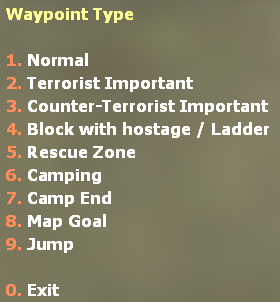 Waypoint Type
1. Normal
2. Terrorist Important
3. Counter-Terrorist Important
4. Block with hostage / Ladder
5. Rescue Zone
6. Camping
7. Camp End
8. Map Goal
9. Jump
0. Exit